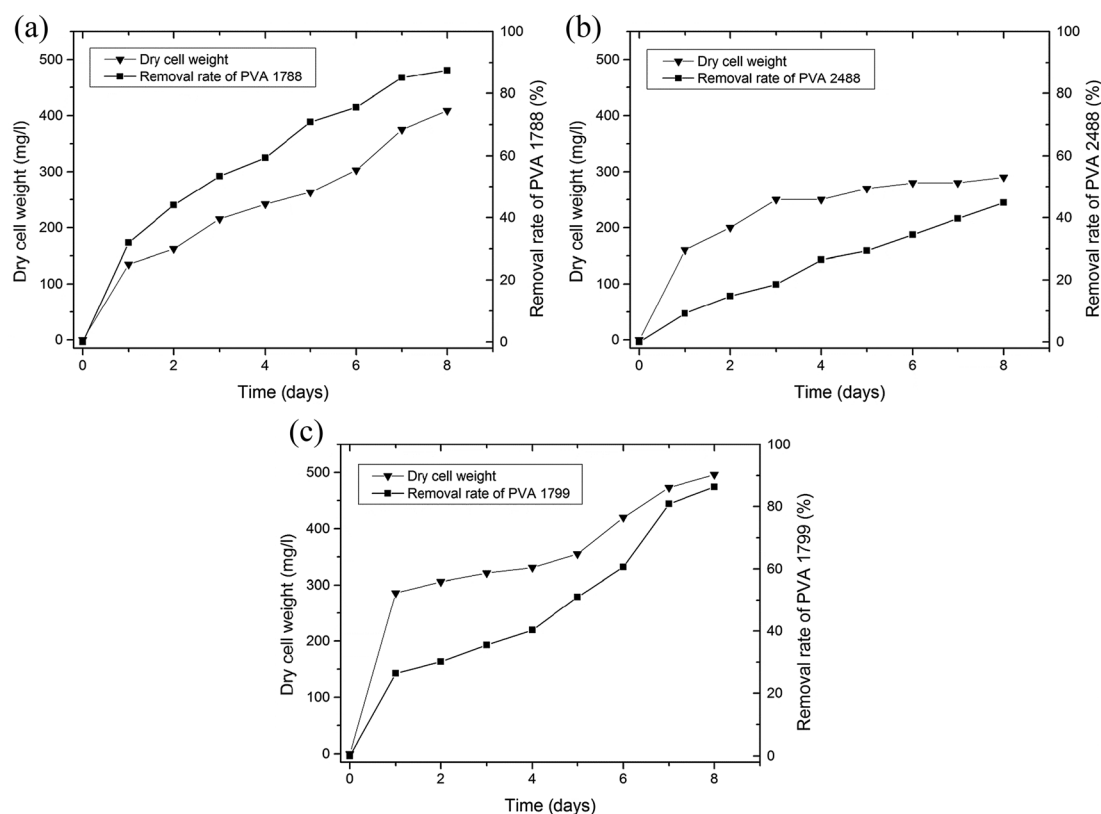 (a)
Dry cell weight
Removal rate of PVA 1788
Dry cell weight (mg/l)
500
400
300
200
100
0
Removal rate of PVA 1788 (%)
100
80
60
40
20
0
0 2 4 6 8
Time (days)
(b)
Dry cell weight
Removal rate of PVA 2488
Dry cell weight (mg/l)
500
400
300
200
100
0
Removal rate of PVA 2488 (%)
100
80
60
40
20
0
0 2 4 6 8
Time (days)
(c)
Dry cell weight
Removal rate of PVA 1799
Dry cell weight (mg/l)
500
400
300
200
100
0
Removal rate of PVA 1799 (%)
100
80
60
40
20
0
0 2 4 6 8
Time (days)